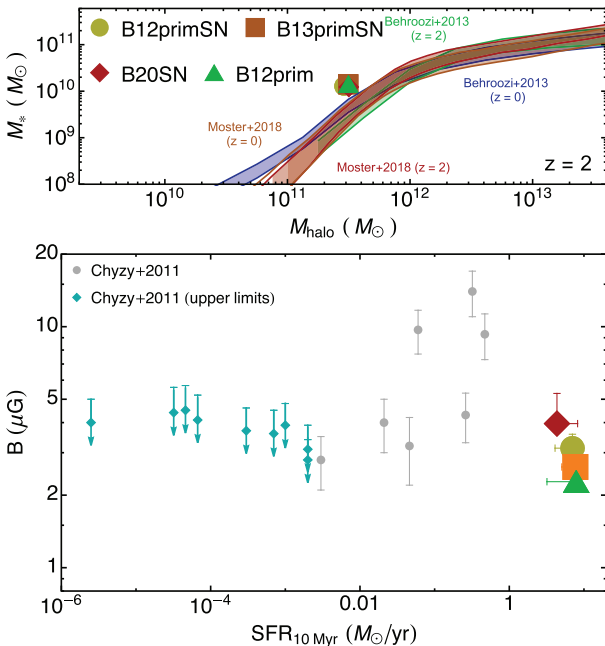 B12primSN
B13primSN
B20SN
B12prim
Behroozi+2013
(z = 2)
Behroozi+2013
(z = 0)
Moster+2018
(z = 0)
Moster+2018 (z = 2)
z = 2
10¹¹
10¹⁰
10⁹
10⁸
M* (M⊙)
10¹⁰ 10¹¹ 10¹² 10¹³
Mhalo (M⊙)
Chyzy+2011
Chyzy+2011 (upper limits)
20
10
5
2
1
B (μG)
10⁻⁶ 10⁻⁴ 0.01 1
SFR10 Myr (M⊙/yr)